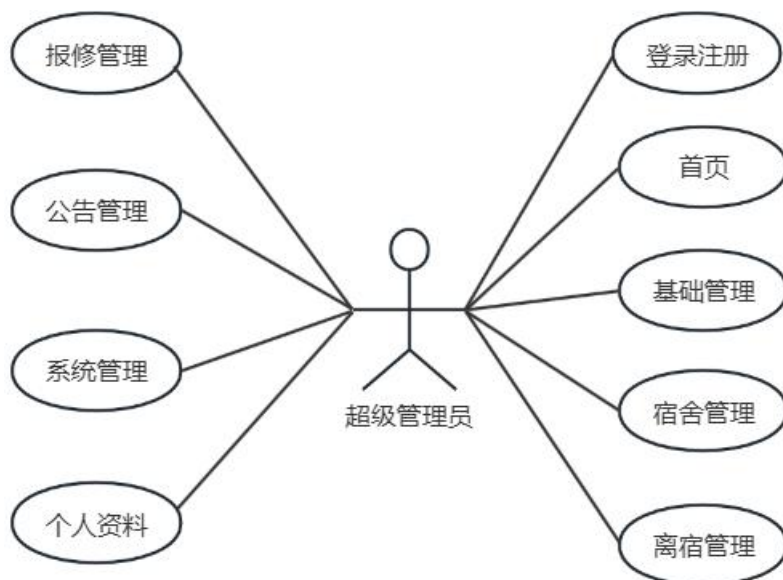 报修管理
公告管理
系统管理
个人资料
超级管理员
登录注册
首页
基础管理
宿舍管理
离宿管理